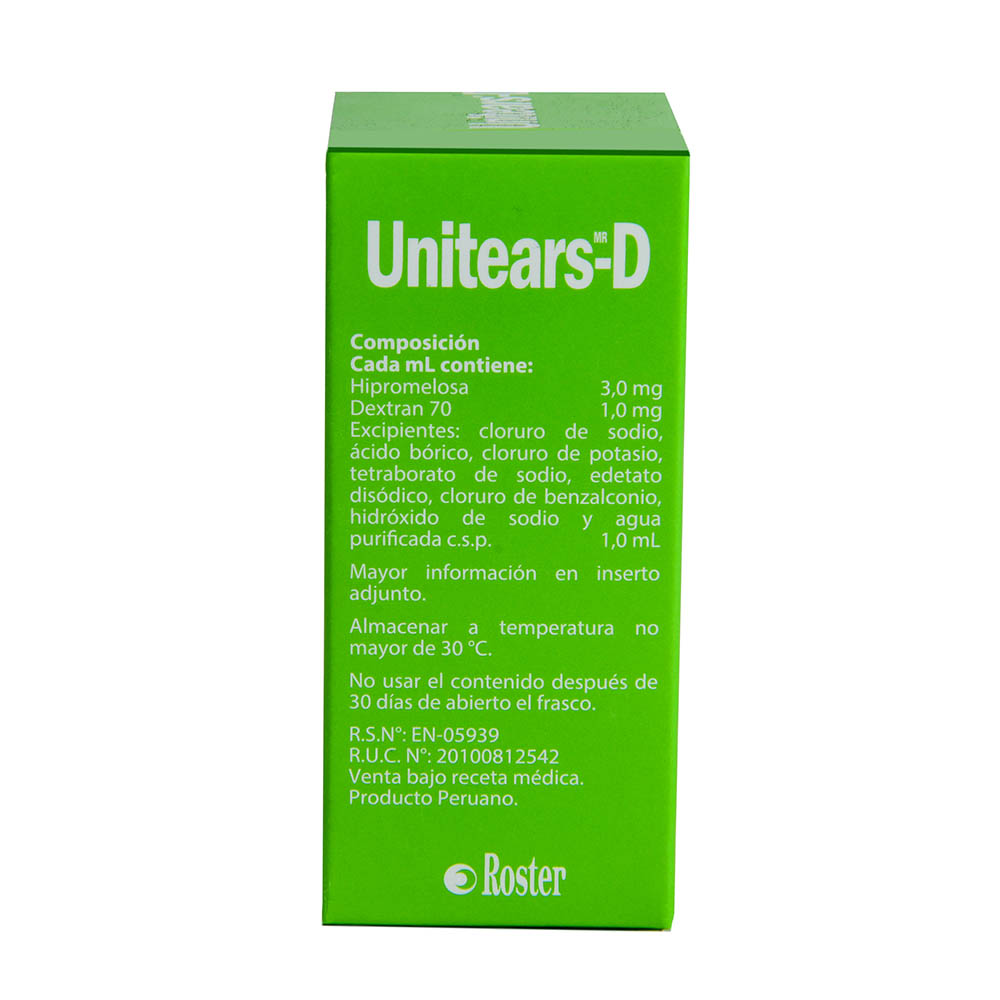 Unitears-
Unitears-D
MR
Composición
Cada mL contiene:
Hipromelosa 3,0 mg
Dextran 70 1,0 mg
Excipientes: cloruro de sodio,
ácido bórico, cloruro de potasio,
tetraborato de sodio, edetato
disódico, cloruro de benzalconio,
hidróxido de sodio y agua
purificada c.s.p. 1,0 mL
Mayor información en inserto
adjunto.
Almacenar a temperatura no
mayor de 30 °C.
No usar el contenido después de
30 días de abierto el frasco.
R.S.N°: EN-05939
R.U.C. N°: 20100812542
Venta bajo receta médica.
Producto Peruano.
Roster